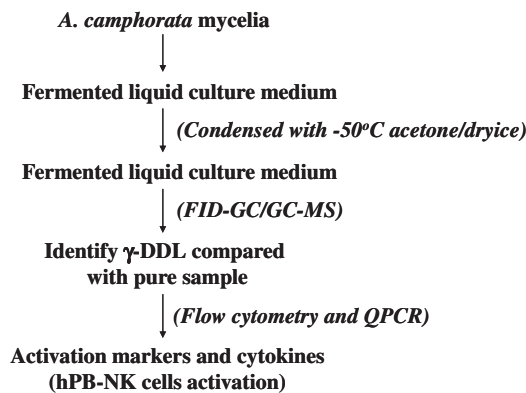 A. camphorata mycelia
Fermented liquid culture medium
(Condensed with -50°C acetone/dryice)
Fermented liquid culture medium
(FID-GC/GC-MS)
Identify γ-DDL compared
with pure sample
(Flow cytometry and QPCR)
Activation markers and cytokines
(hPB-NK cells activation)